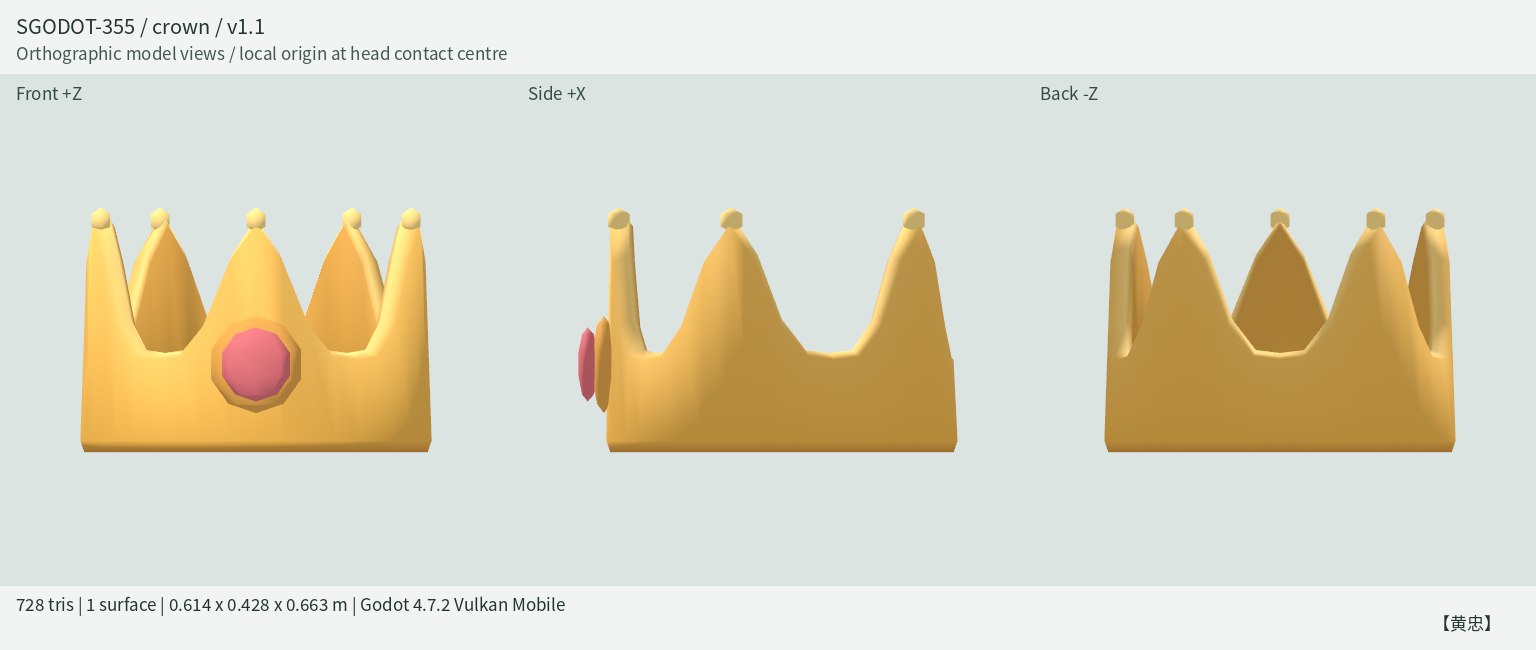 SGODOT-355 / crown / v1.1
Orthographic model views / local origin at head contact centre
Front +Z
Side +X
Back -Z
728 tris | 1 surface | 0.614 x 0.428 x 0.663 m | Godot 4.7.2 Vulkan Mobile
【黄忠】